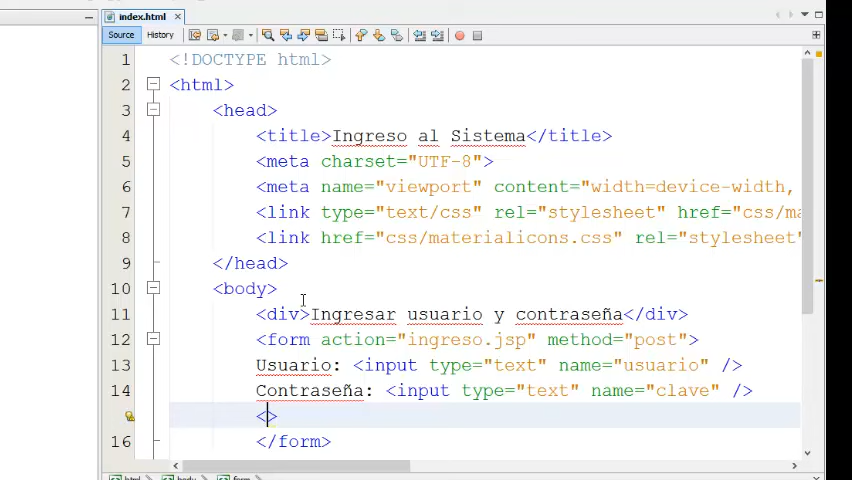 index.html
Source History
1 <!DOCTYPE html>
2 <html>
3 <head>
4 <title>Ingreso al Sistema</title>
5 <meta charset="UTF-8">
6 <meta name="viewport" content="width=device-width,
7 <link type="text/css" rel="stylesheet" href="css/ma
8 <link href="css/materialicons.css" rel="stylesheet"
9 </head>
10 <body>
11 <div>Ingresar usuario y contraseña</div>
12 <form action="ingreso.jsp" method="post">
13 Usuario: <input type="text" name="usuario" />
14 Contraseña: <input type="text" name="clave" />
<>
16 </form>
html body form